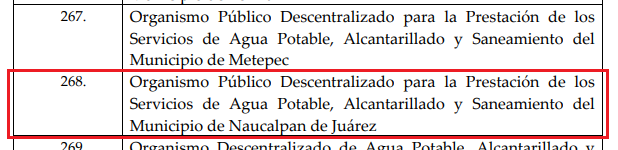 267. Organismo Público Descentralizado para la Prestación de los
Servicios de Agua Potable, Alcantarillado y Saneamiento del
Municipio de Metepec
268. Organismo Público Descentralizado para la Prestación de los
Servicios de Agua Potable, Alcantarillado y Saneamiento del
Municipio de Naucalpan de Juárez
269. Organismo Descentralizado de Agua Potable, Alcantarillado y